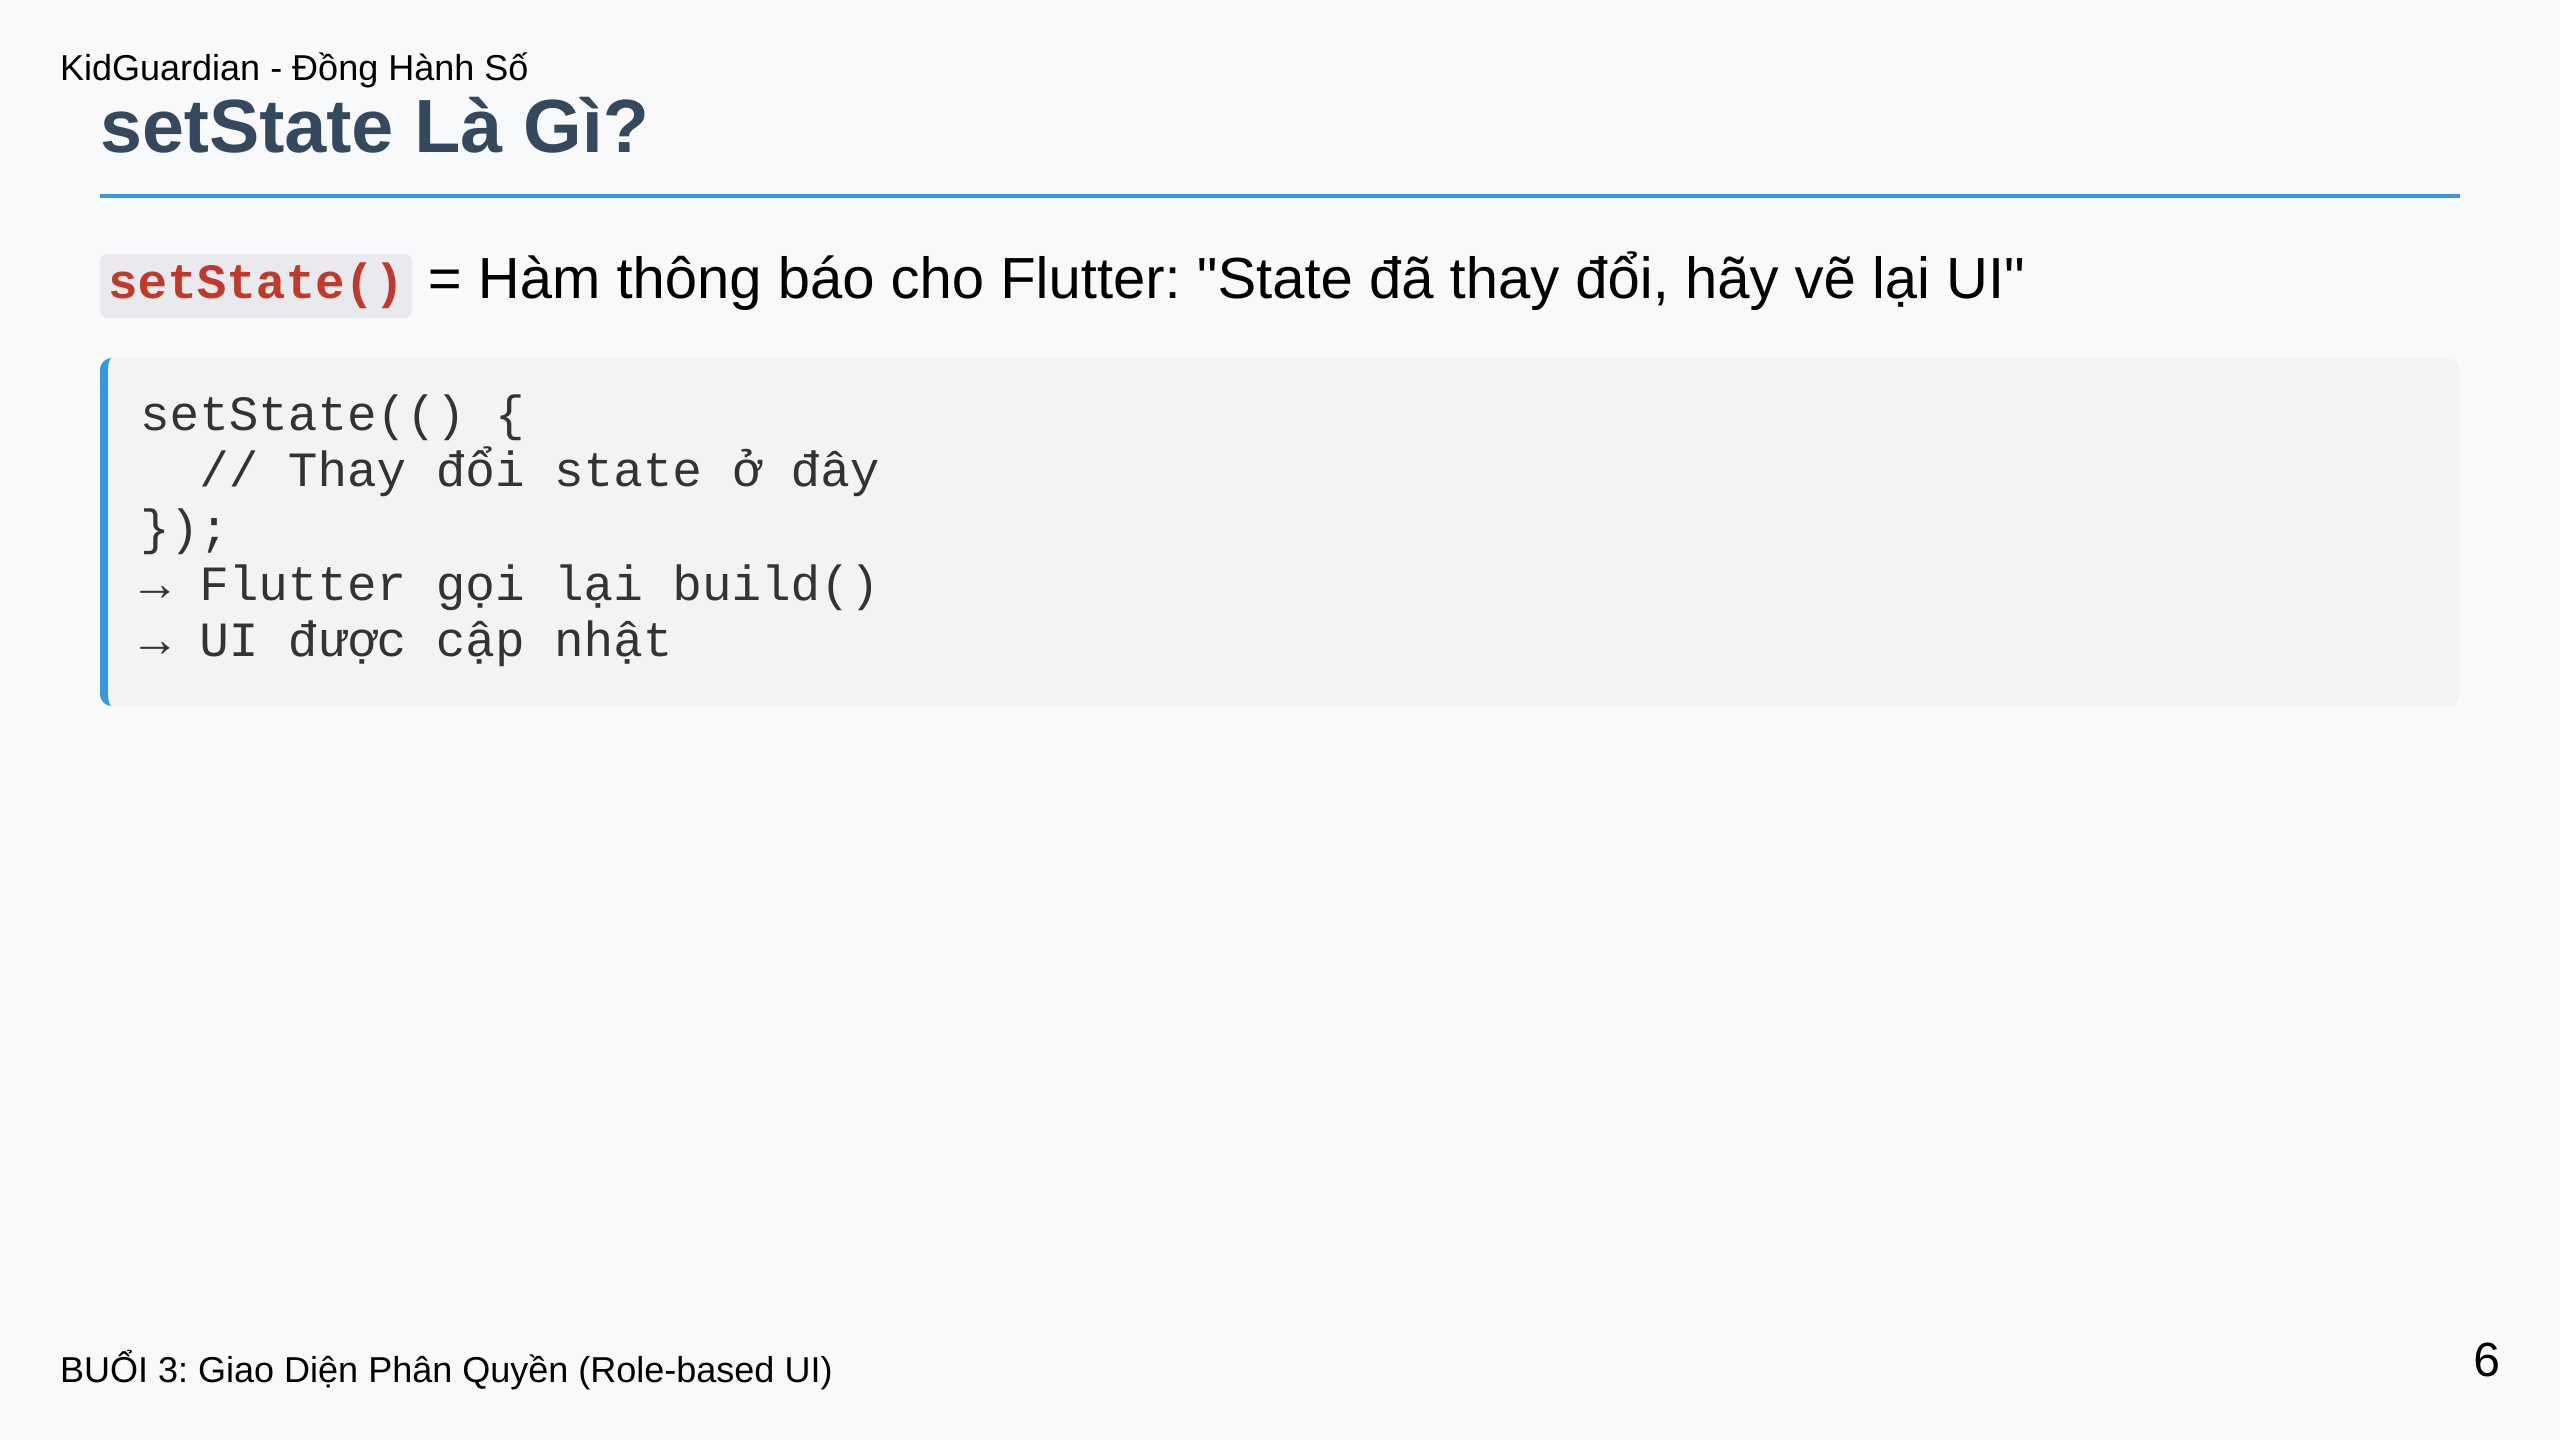 KidGuardian - Đồng Hành Số
setState Là Gì?
setState() = Hàm thông báo cho Flutter: "State đã thay đổi, hãy vẽ lại UI"
setState(() {
  // Thay đổi state ở đây
});
→ Flutter gọi lại build()
→ UI được cập nhật
BUỔI 3: Giao Diện Phân Quyền (Role-based UI)
6